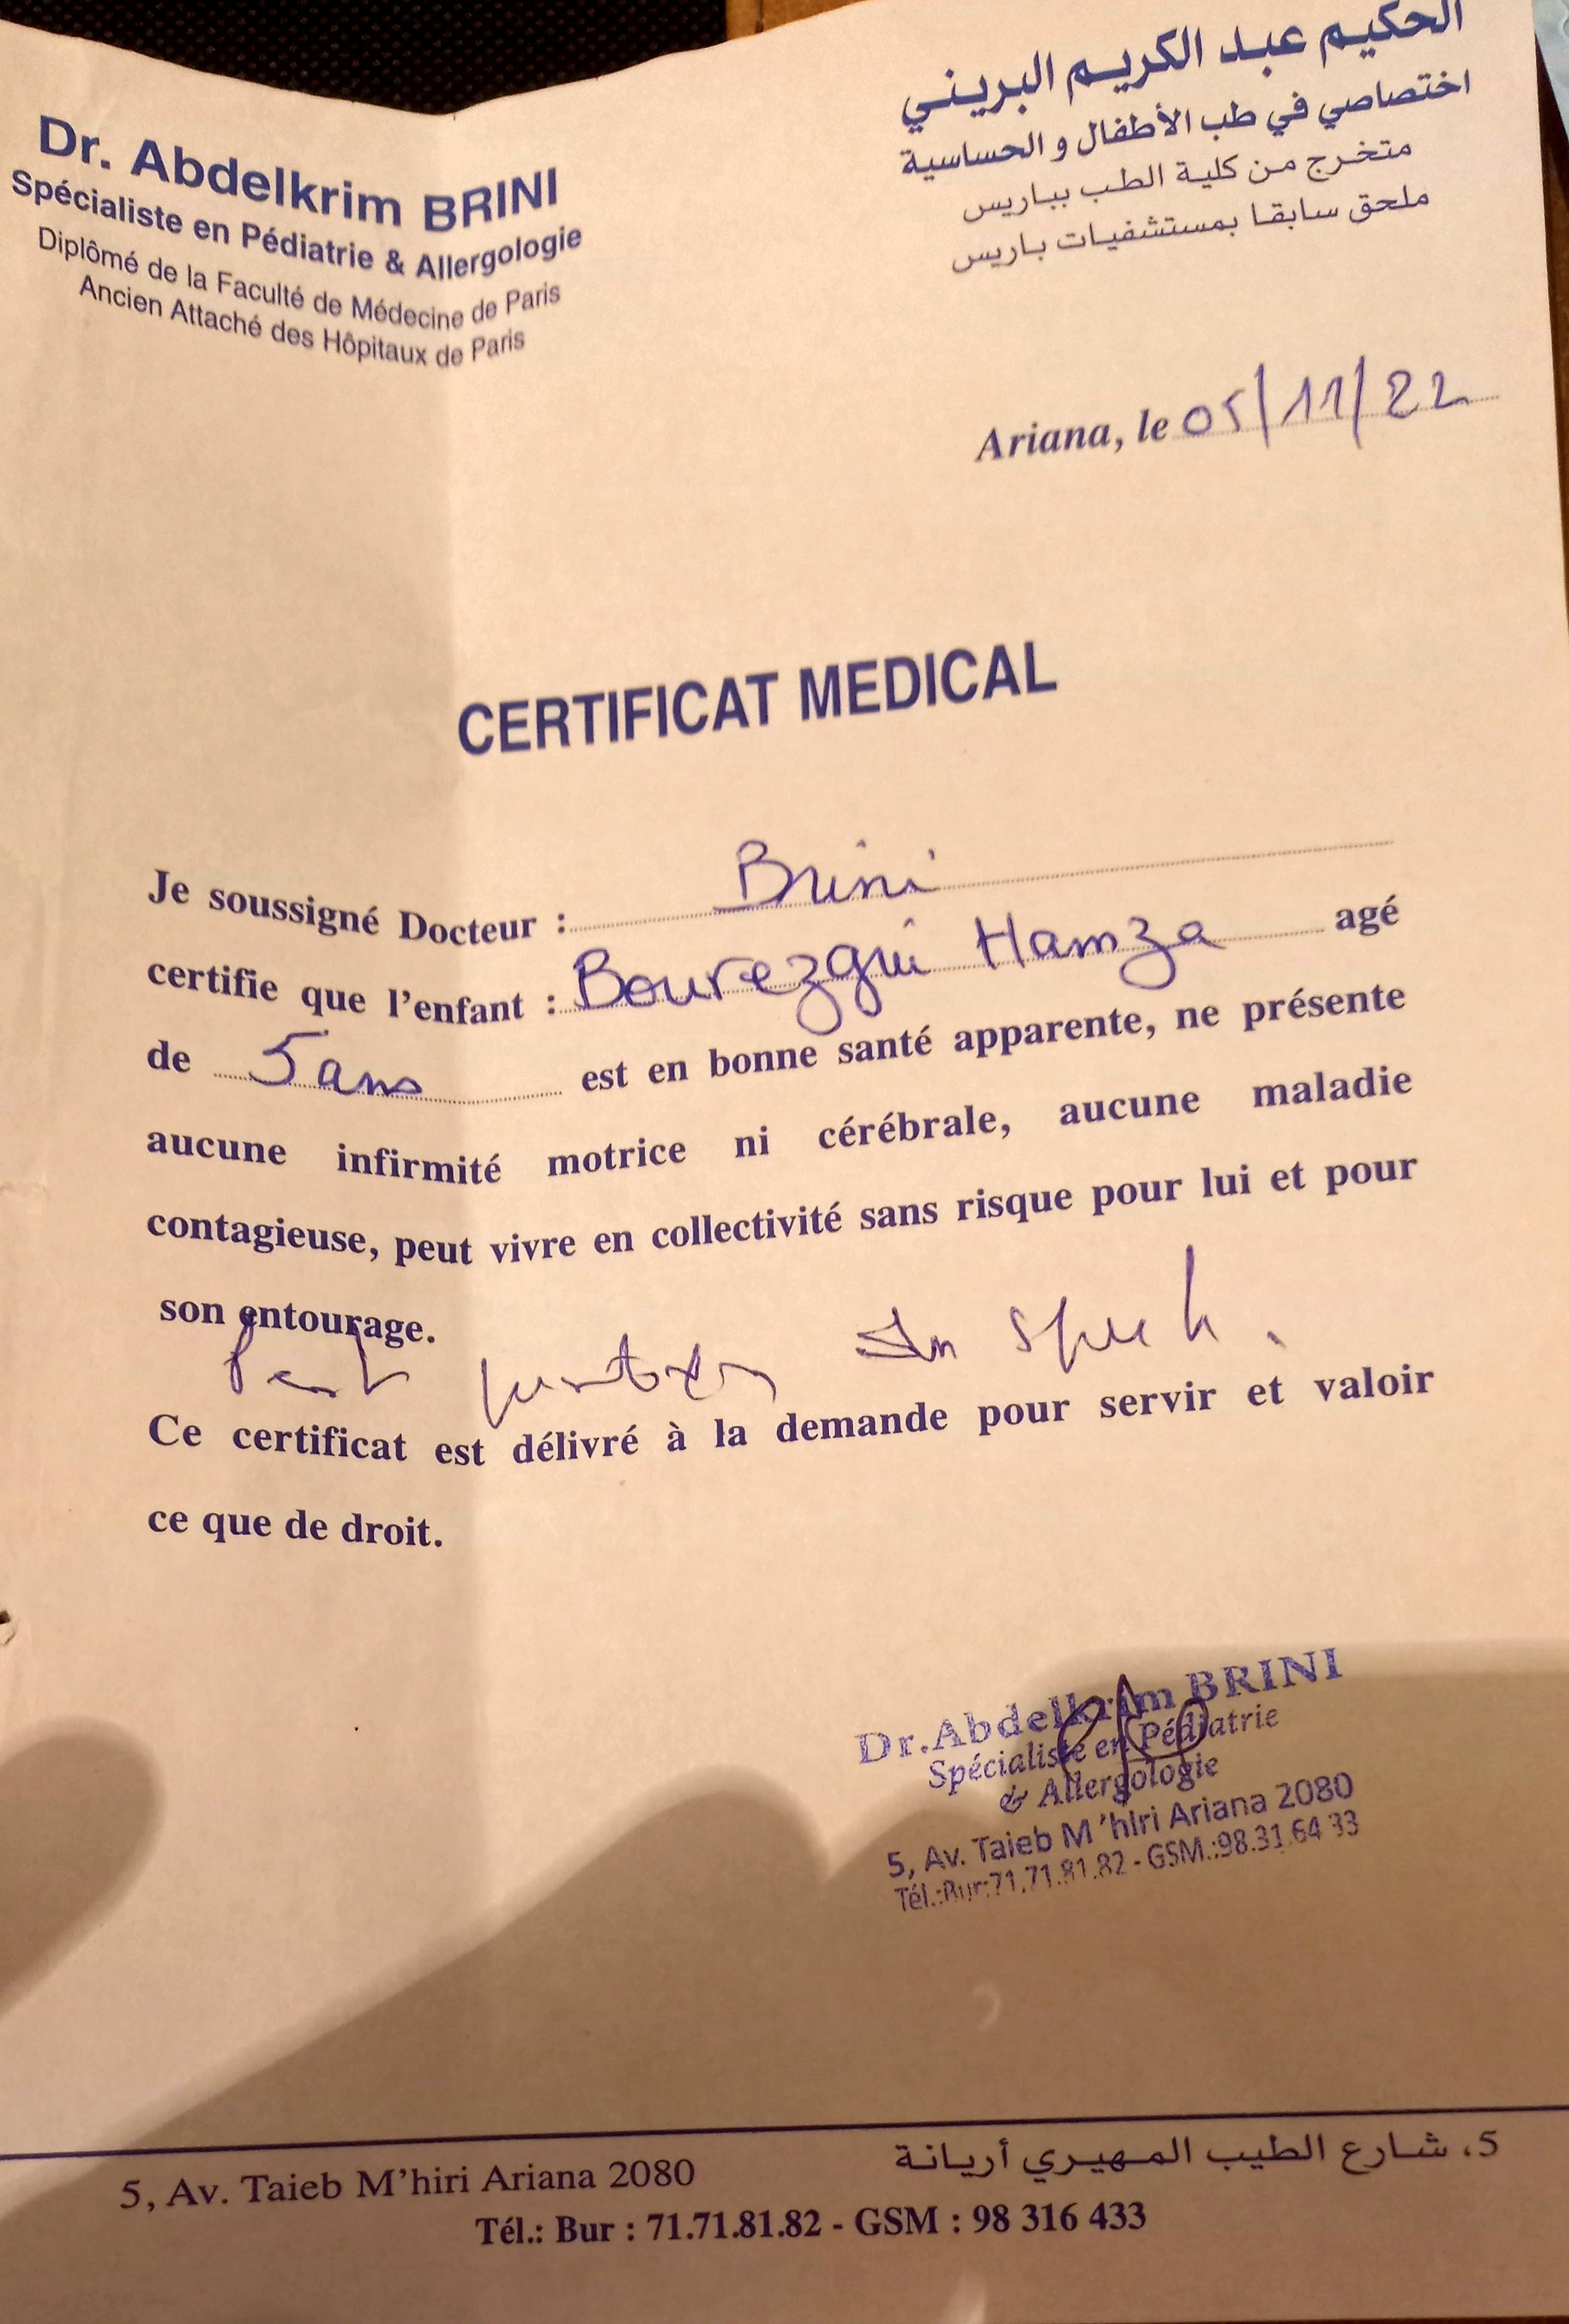 Dr. Abdelkrim BRINI
Spécialiste en Pédiatrie & Allergologie
Diplômé de la Faculté de Médecine de Paris
Ancien Attaché des Hôpitaux de Paris
الحكيم عبد الكريم البريني
اختصاصي في طب الأطفال و الحساسية
متخرج من كلية الطب بباريس
ملحق سابقا بمستشفيات باريس
Ariana, le 05/11/22
CERTIFICAT MEDICAL
Je soussigné Docteur : Brini
certifie que l'enfant : Bourezgui Hamza agé
de 5 ans est en bonne santé apparente, ne présente
aucune infirmité motrice ni cérébrale, aucune maladie
contagieuse, peut vivre en collectivité sans risque pour lui et pour
son entourage.
Peut
Ce certificat est délivré à la demande pour servir et valoir
ce que de droit.
Dr.Abdelkrim BRINI
Spécialiste en Pédiatrie
& Allergologie
5, Av. Taieb M'hiri Ariana 2080
Tél.:Bur:71.71.81.82 - GSM.:98.31.64 33
5, Av. Taieb M'hiri Ariana 2080
5، شارع الطيب المهيري أريانة
Tél.: Bur : 71.71.81.82 - GSM : 98 316 433